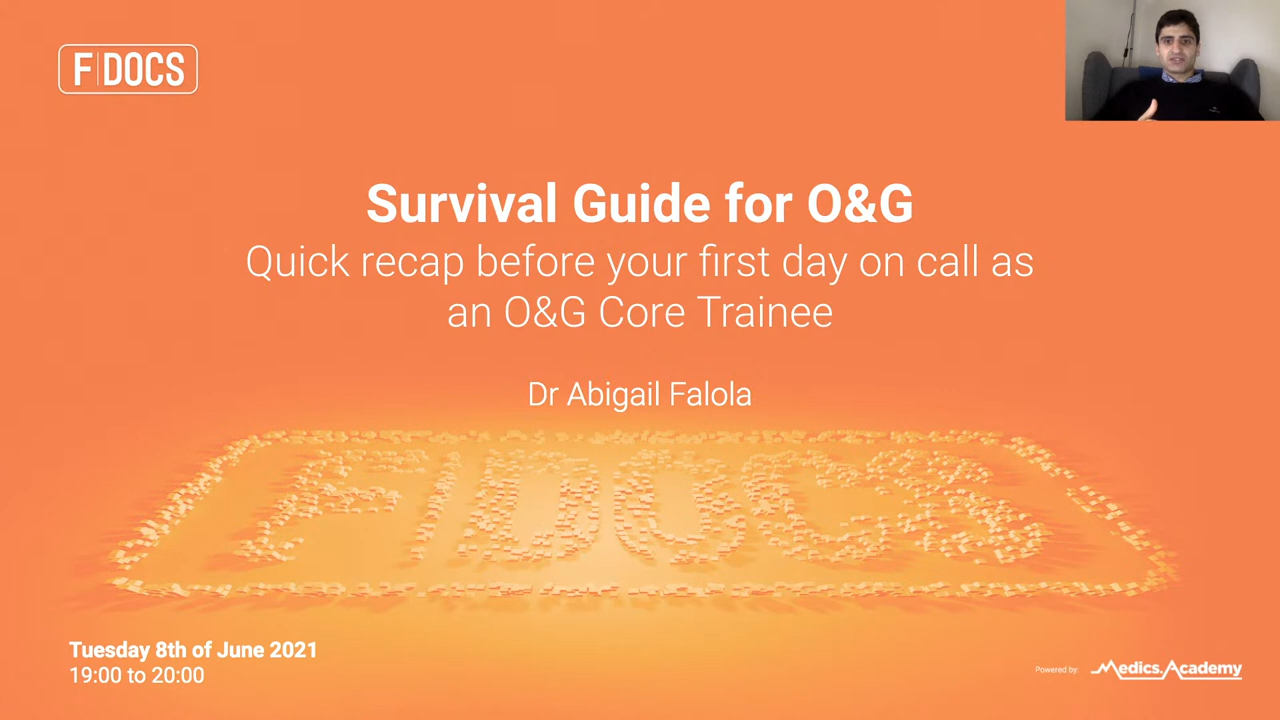 F|DOCS
Survival Guide for O&G
Quick recap before your first day on call as
an O&G Core Trainee
Dr Abigail Falola
F|DOCS
Tuesday 8th of June 2021
19:00 to 20:00
Powered by:
Medics.Academy